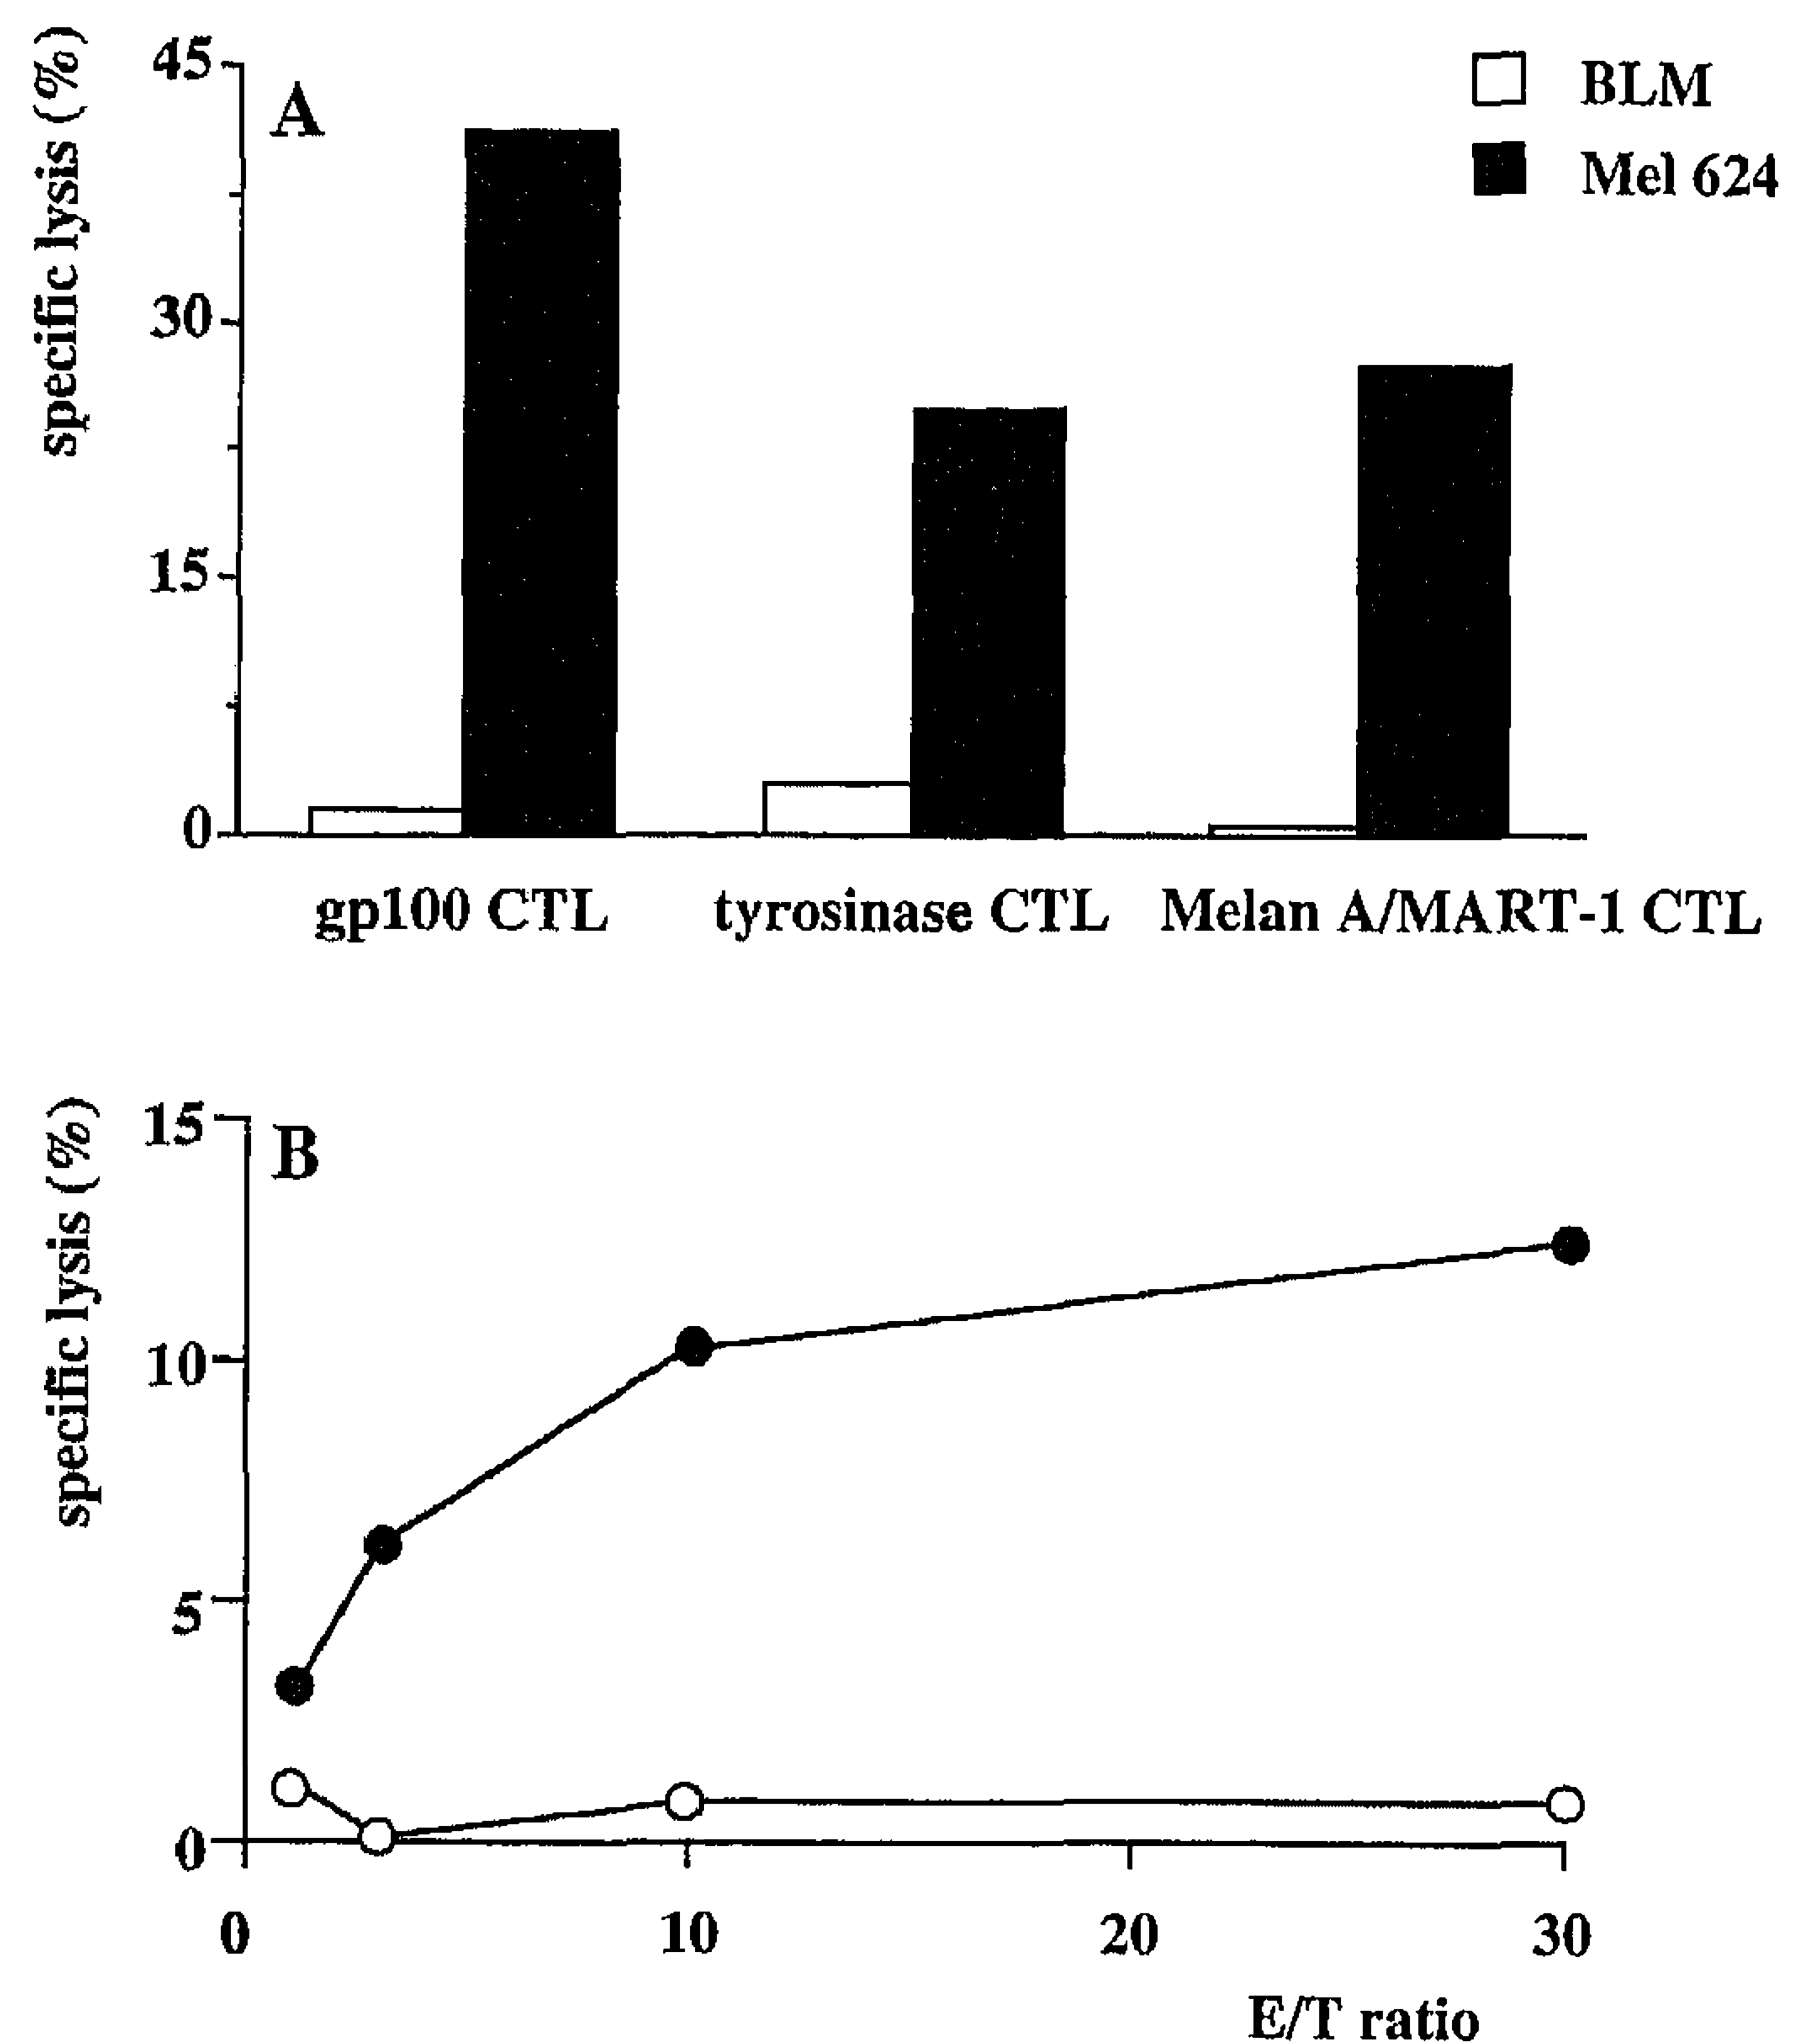 specific lysis (%)
45
30
15
0
A
BLM
Mel 624
gp100 CTL
tyrosinase CTL
Melan A/MART-1 CTL
specific lysis (%)
15
10
5
0
B
0
10
20
30
E/T ratio